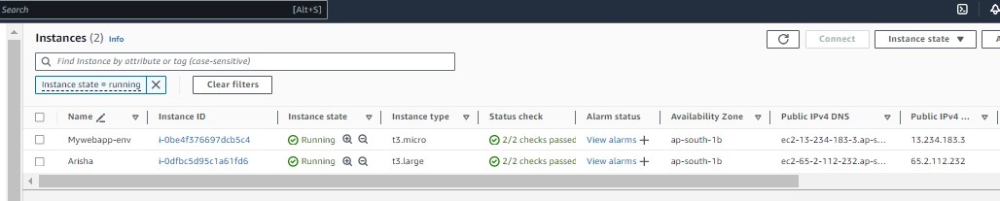 Search [Alt+S]
Instances (2) Info
Connect Instance state
Find Instance by attribute or tag (case-sensitive)
Instance state = running Clear filters
Name Instance ID Instance state Instance type Status check Alarm status Availability Zone Public IPv4 DNS Public IPv4 ...
Mywebapp-env i-0be4f376697dcb5c4 Running t3.micro 2/2 checks passed View alarms + ap-south-1b ec2-13-234-183-3.ap-s... 13.234.183.3
Arisha i-0dfbc5d95c1a61fd6 Running t3.large 2/2 checks passed View alarms + ap-south-1b ec2-65-2-112-232.ap-s... 65.2.112.232